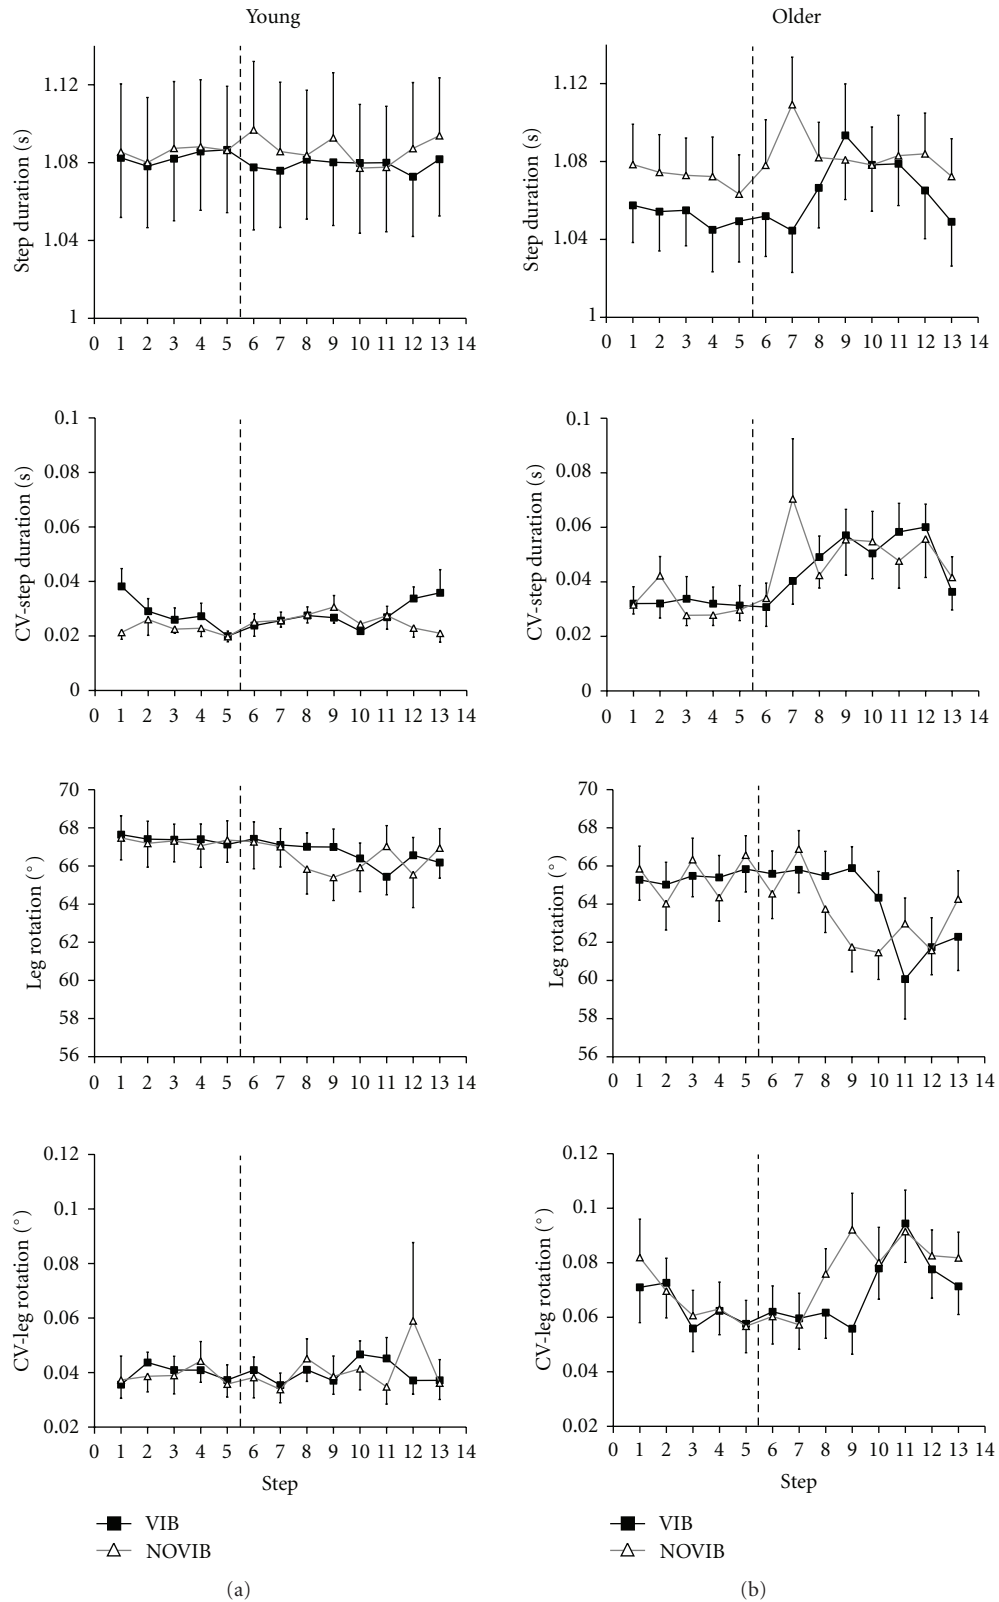 Young
Older
1.12
1.08
1.04
1
Step duration (s)
0 1 2 3 4 5 6 7 8 9 10 11 12 13 14
1.12
1.08
1.04
1
Step duration (s)
0 1 2 3 4 5 6 7 8 9 10 11 12 13 14
0.1
0.08
0.06
0.04
0.02
0
CV-step duration (s)
0 1 2 3 4 5 6 7 8 9 10 11 12 13 14
0.1
0.08
0.06
0.04
0.02
0
CV-step duration (s)
0 1 2 3 4 5 6 7 8 9 10 11 12 13 14
70
68
66
64
62
60
58
56
Leg rotation (°)
0 1 2 3 4 5 6 7 8 9 10 11 12 13 14
70
68
66
64
62
60
58
56
Leg rotation (°)
0 1 2 3 4 5 6 7 8 9 10 11 12 13 14
0.12
0.1
0.08
0.06
0.04
0.02
CV-leg rotation (°)
0 1 2 3 4 5 6 7 8 9 10 11 12 13 14
Step
0.12
0.1
0.08
0.06
0.04
0.02
CV-leg rotation (°)
0 1 2 3 4 5 6 7 8 9 10 11 12 13 14
Step
VIB
NOVIB
VIB
NOVIB
(a)
(b)